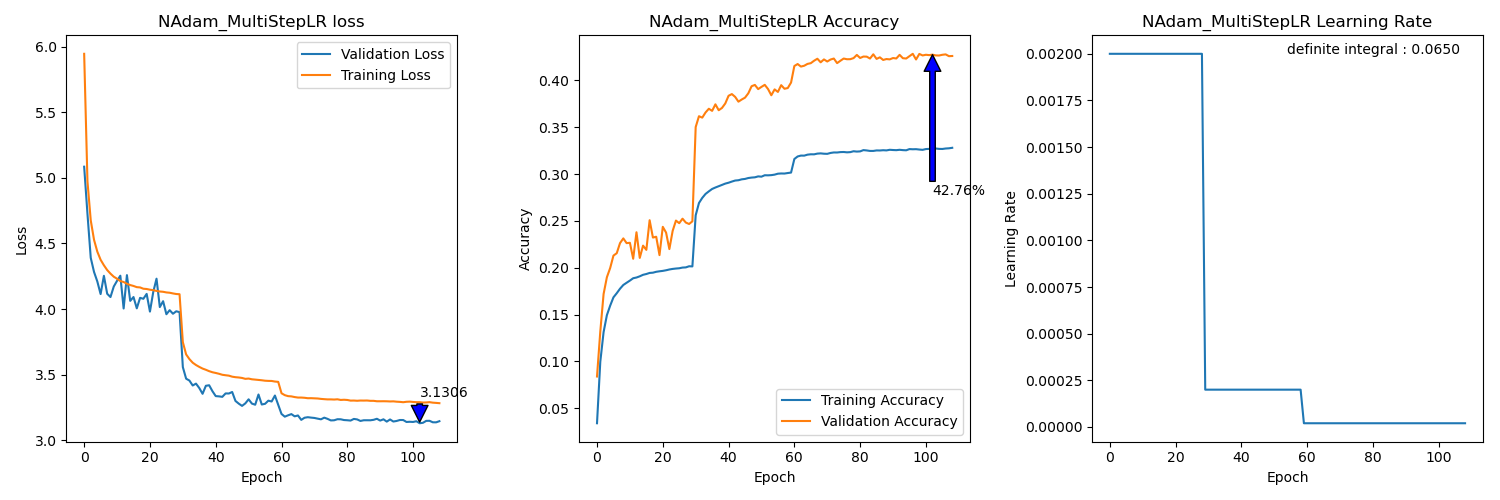 NAdam_MultiStepLR loss
6.0
5.5
5.0
4.5
4.0
3.5
3.0
Loss
Validation Loss
Training Loss
3.1306
0 20 40 60 80 100
Epoch
NAdam_MultiStepLR Accuracy
0.40
0.35
0.30
0.25
0.20
0.15
0.10
0.05
Accuracy
42.76%
Training Accuracy
Validation Accuracy
0 20 40 60 80 100
Epoch
NAdam_MultiStepLR Learning Rate
definite integral : 0.0650
0.00200
0.00175
0.00150
0.00125
0.00100
0.00075
0.00050
0.00025
0.00000
Learning Rate
0 20 40 60 80 100
Epoch